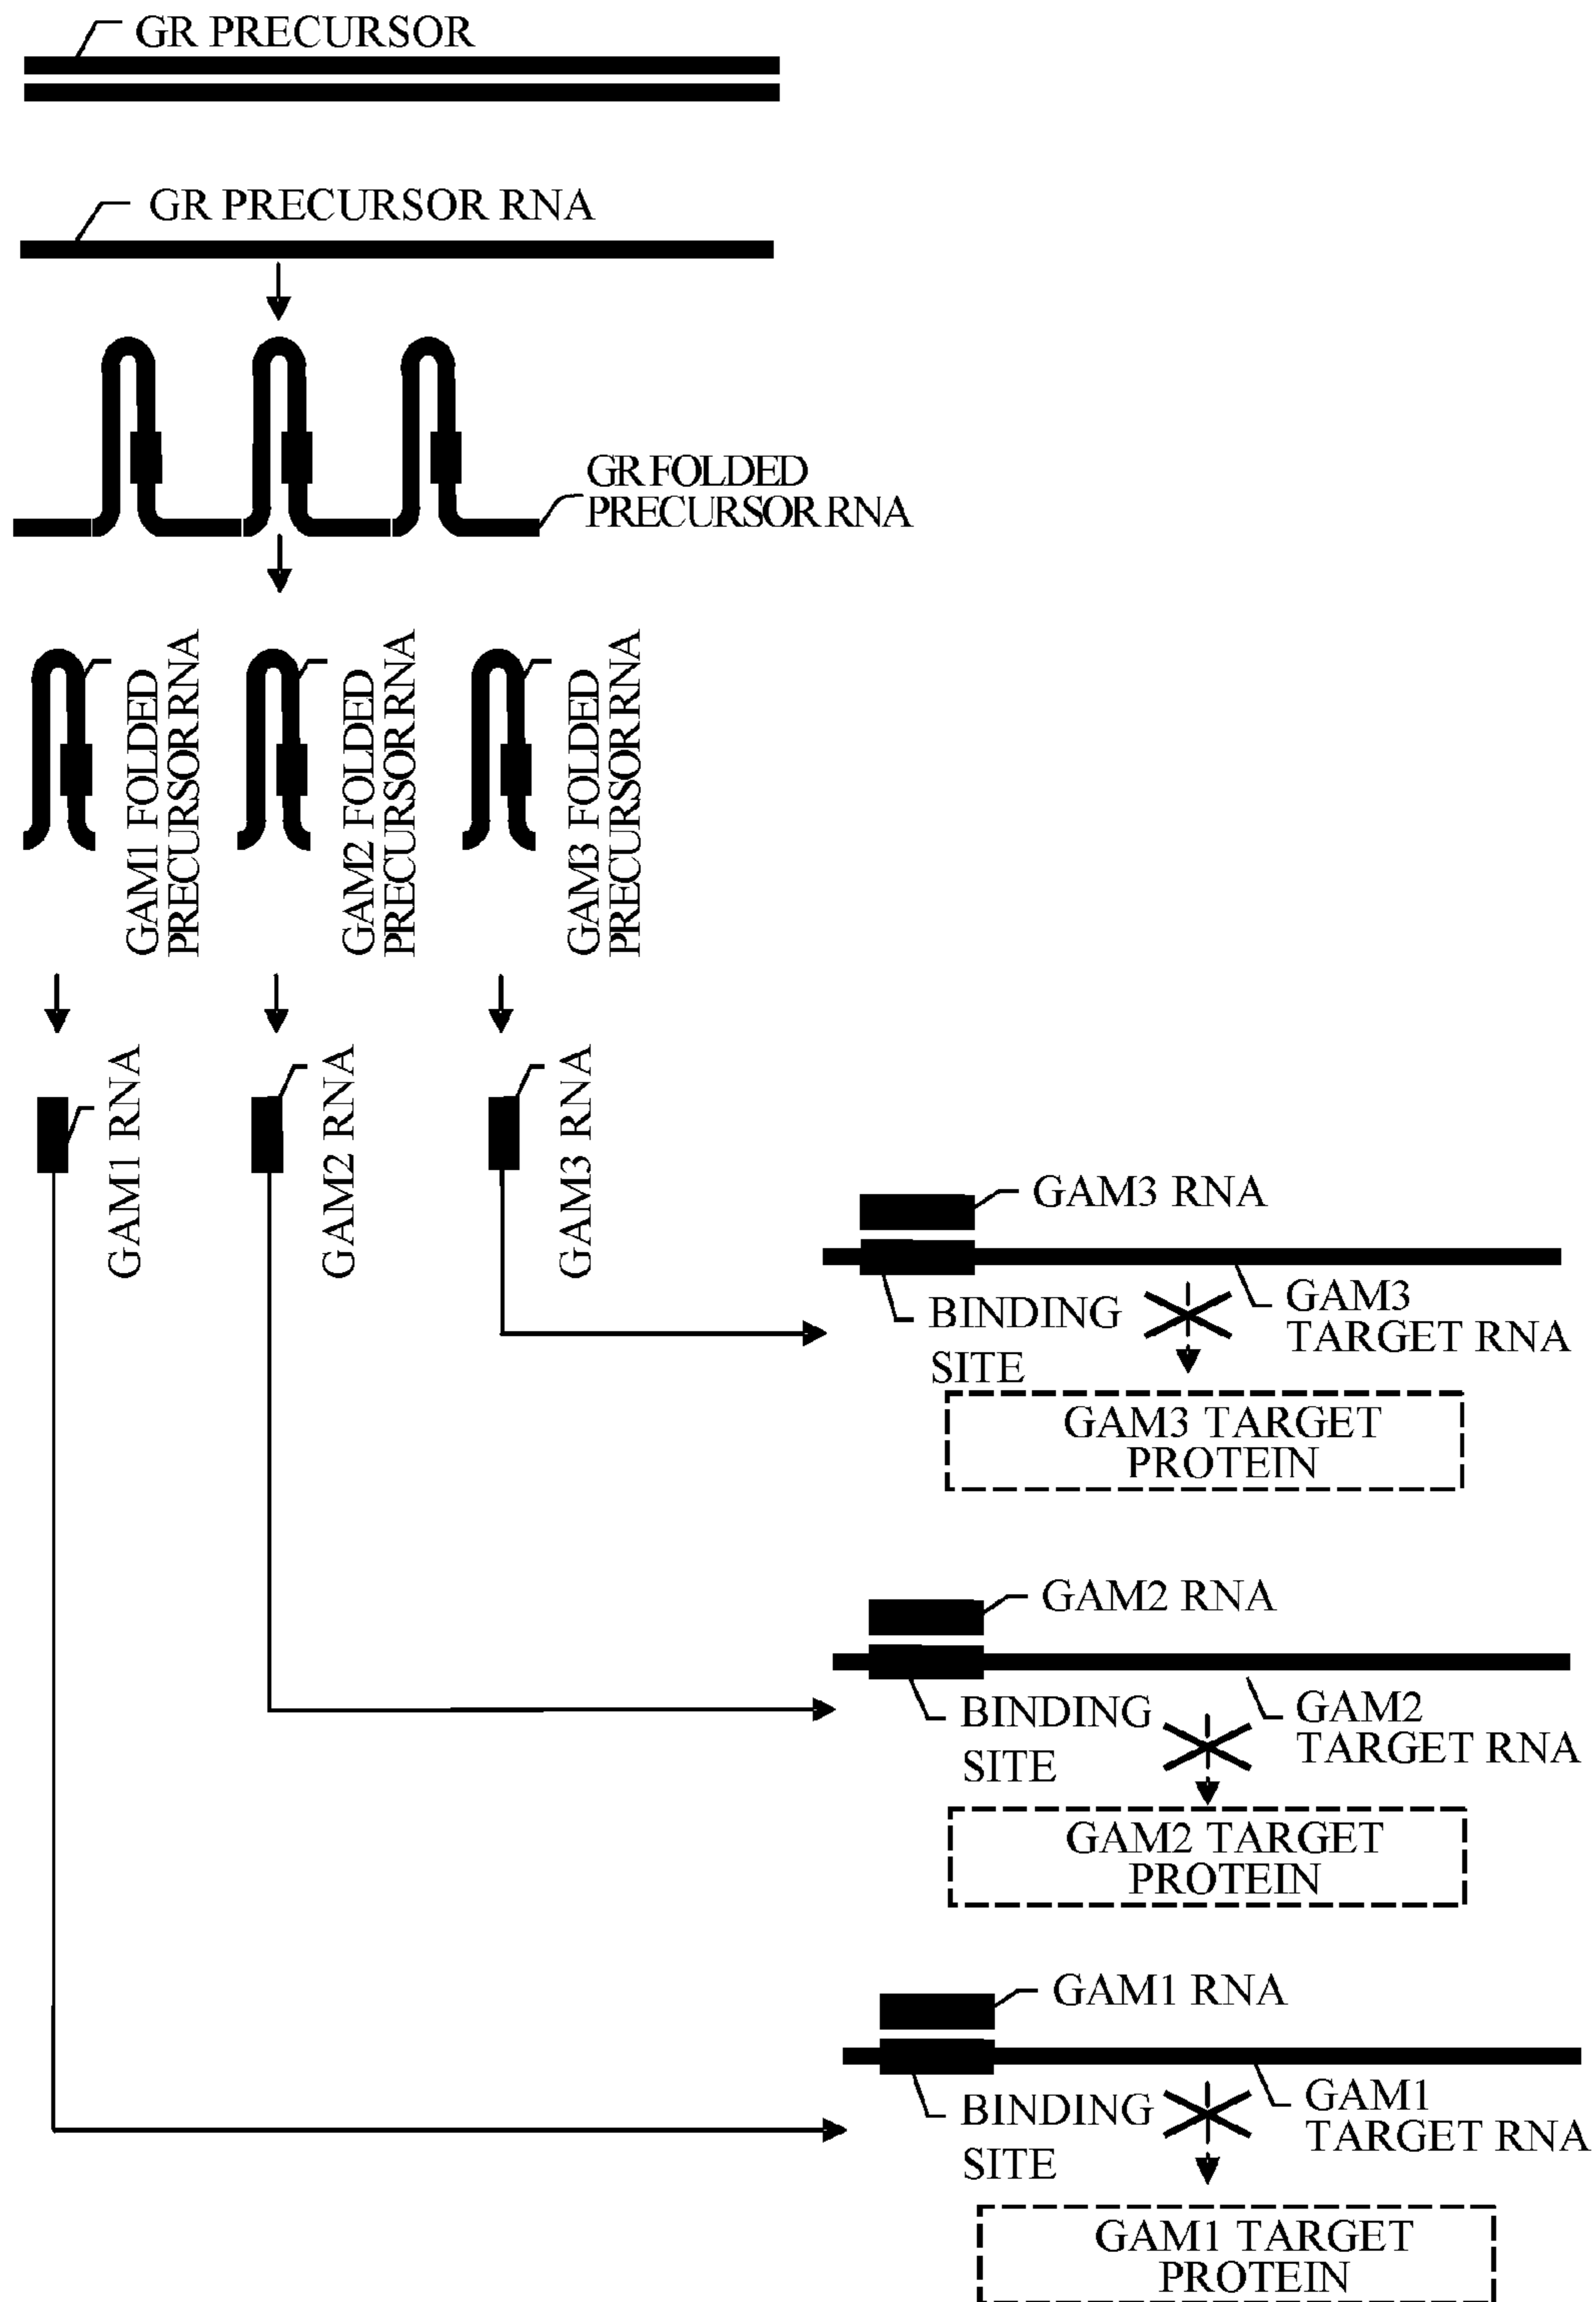 GR PRECURSOR
GR PRECURSOR RNA
GR FOLDED
PRECURSOR RNA
GAM1 FOLDED
PRECURSOR RNA
GAM2 FOLDED
PRECURSOR RNA
GAM3 FOLDED
PRECURSOR RNA
GAM1 RNA
GAM2 RNA
GAM3 RNA
GAM3 RNA
BINDING
SITE
GAM3
TARGET RNA
GAM3 TARGET
PROTEIN
GAM2 RNA
BINDING
SITE
GAM2
TARGET RNA
GAM2 TARGET
PROTEIN
GAM1 RNA
BINDING
SITE
GAM1
TARGET RNA
GAM1 TARGET
PROTEIN